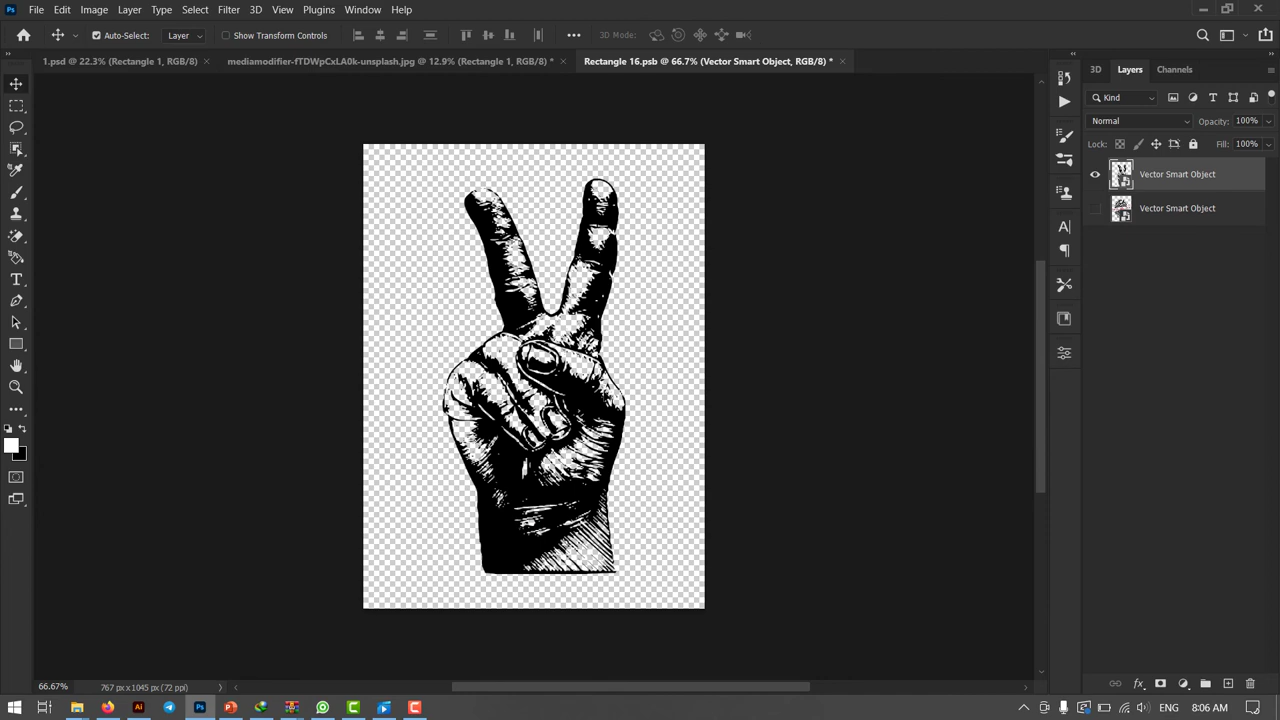 Ps File Edit Image Layer Type Select Filter 3D View Plugins Window Help
Auto-Select: Layer Show Transform Controls 3D Mode:
1.psd @ 22.3% (Rectangle 1, RGB/8) mediamodifier-fTDWpCxLA0k-unsplash.jpg @ 12.9% (Rectangle 1, RGB/8) * Rectangle 16.psb @ 66.7% (Vector Smart Object, RGB/8) *
3D Layers Channels
Kind
Normal Opacity: 100%
Lock: Fill: 100%
Vector Smart Object
Vector Smart Object
66.67% 767 px x 1045 px (72 ppi)
Ai Ps ENG 8:06 AM